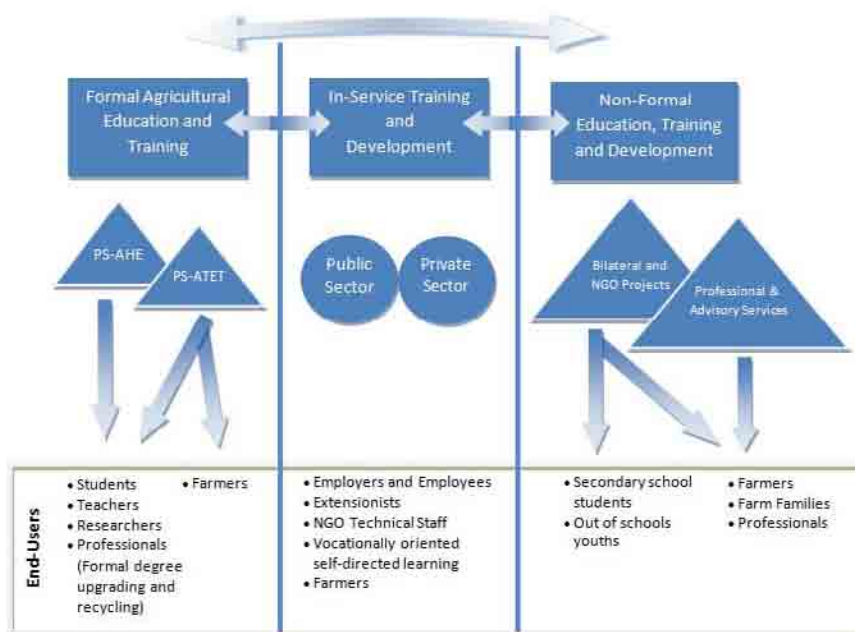 Formal Agricultural
Education and
Training
In-Service Training
and
Development
Non-Formal
Education, Training
and Development
PS-AHE
PS-ATET
Public
Sector
Private
Sector
Bilateral and
NGO Projects
Professional &
Advisory Services
End-Users
• Students
• Teachers
• Researchers
• Professionals
(Formal degree
upgrading and
recycling)
• Farmers
• Employers and Employees
• Extensionists
• NGO Technical Staff
• Vocationally oriented
self-directed learning
• Farmers
• Secondary school
students
• Out of schools
youths
• Farmers
• Farm Families
• Professionals